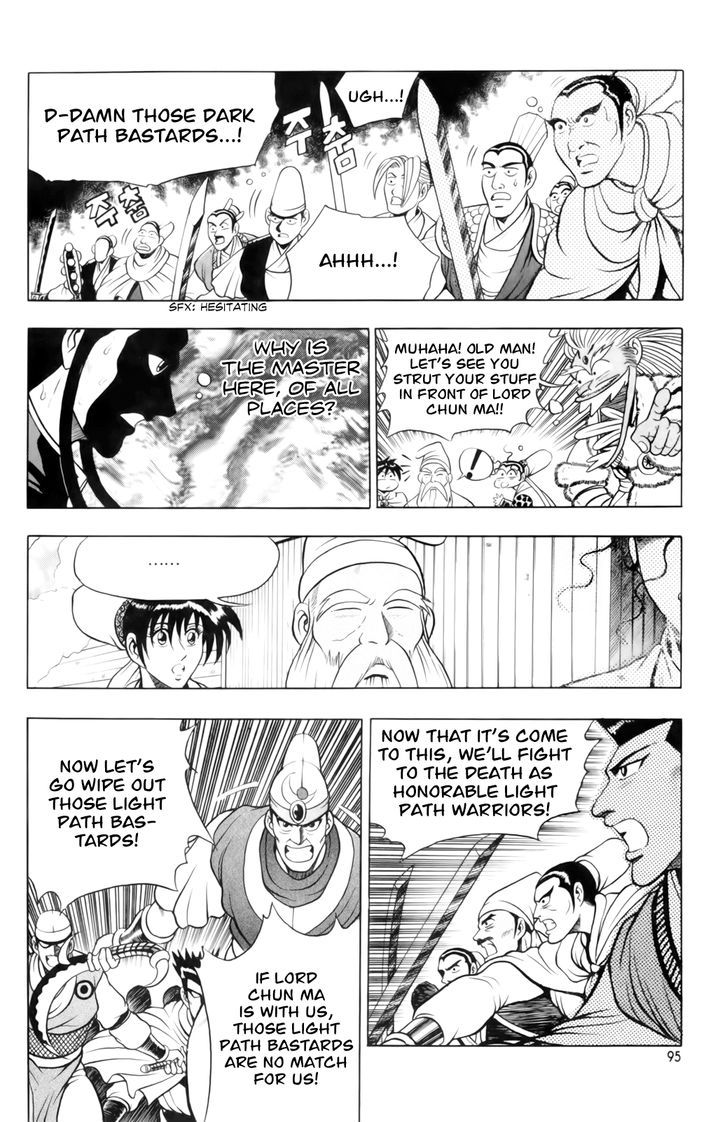 UGH...!
D-DAMN THOSE DARK
PATH BASTARDS...!
주춤
주춤
AHHH...!
SFX: HESITATING
MUHAHA! OLD MAN!
LET'S SEE YOU
STRUT YOUR STUFF
IN FRONT OF LORD
CHUN MA!!
!
WHY IS
THE MASTER
HERE, OF ALL
PLACES?
......
NOW THAT IT'S COME
TO THIS, WE'LL FIGHT
TO THE DEATH AS
HONORABLE LIGHT
PATH WARRIORS!
NOW LET'S
GO WIPE OUT
THOSE LIGHT
PATH BAS-
TARDS!
IF LORD
CHUN MA
IS WITH US,
THOSE LIGHT
PATH BASTARDS
ARE NO MATCH
FOR US!
95